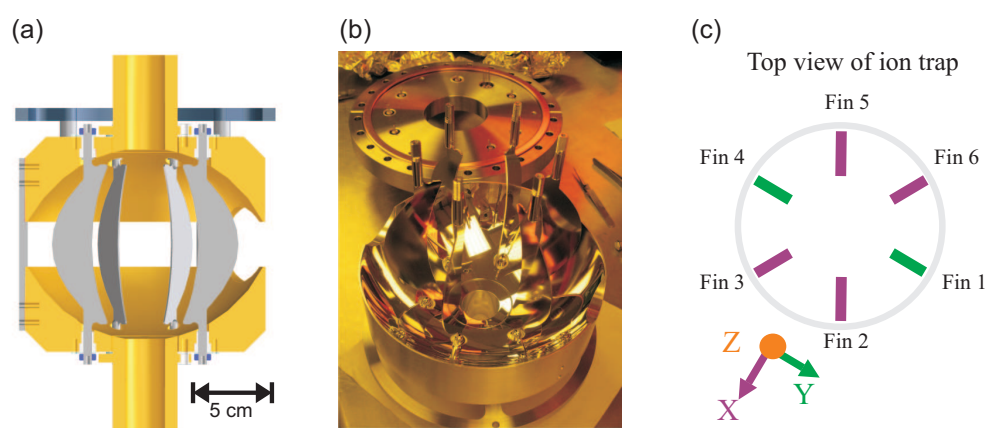 (a)
5 cm
(b)
(c)
Top view of ion trap
Fin 5
Fin 4
Fin 6
Fin 3
Fin 1
Fin 2
Z
X
Y